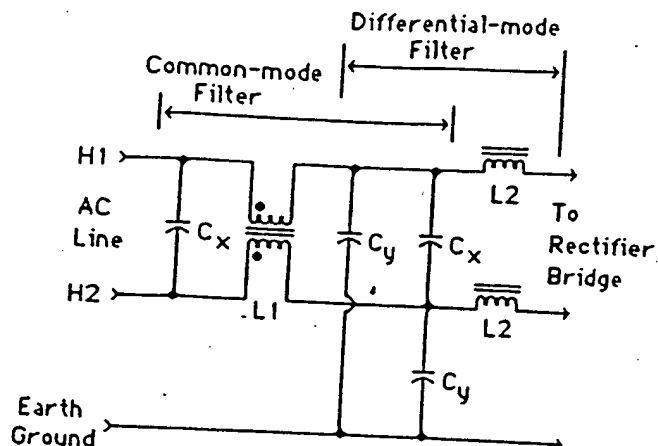 Differential-mode
Filter
Common-mode
Filter
H1
AC
Line
H2
Cx
L1
Cy
Cx
L2
L2
To
Rectifier
Bridge
Cy
Earth
Ground